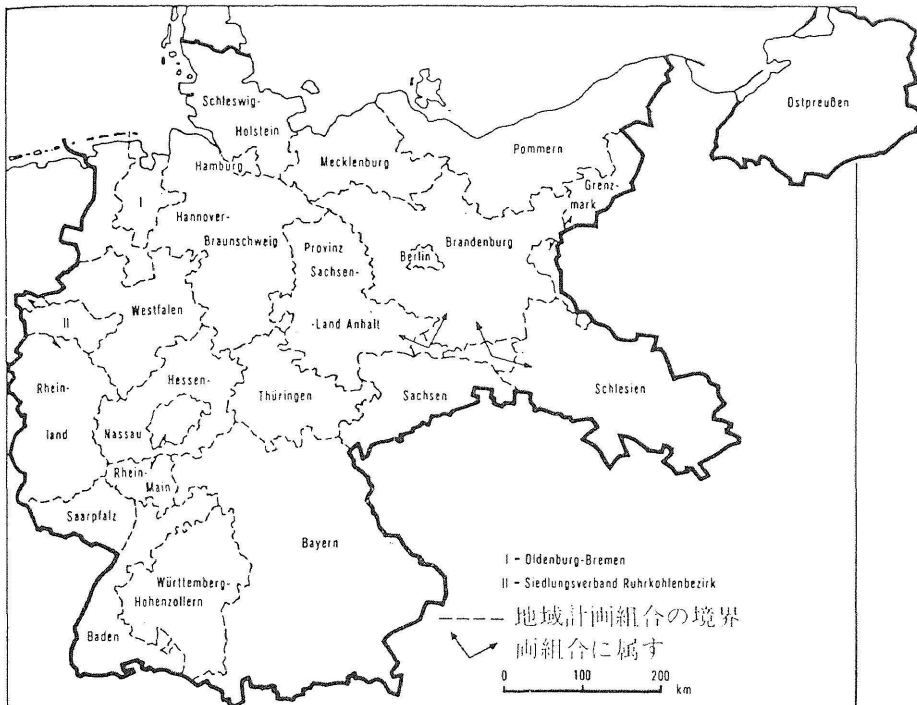 Schleswig-
Holstein
Ostpreußen
Hamburg
Mecklenburg
Pommern
Grenz-
mark
I
Hannover-
Braunschweig
Provinz
Sachsen-
-Land Anhalt
Berlin
Brandenburg
Westfalen
II
Rhein-
land
Hessen-
Nassau
Thüringen
Sachsen
Schlesien
Rhein-
Main
Saarpfalz
Bayern
Württemberg-
Hohenzollern
Baden
I - Oldenburg-Bremen
II - Siedlungsverband Ruhrkohlenbezirk
地域計画組合の境界
両組合に属す
0 100 200
km